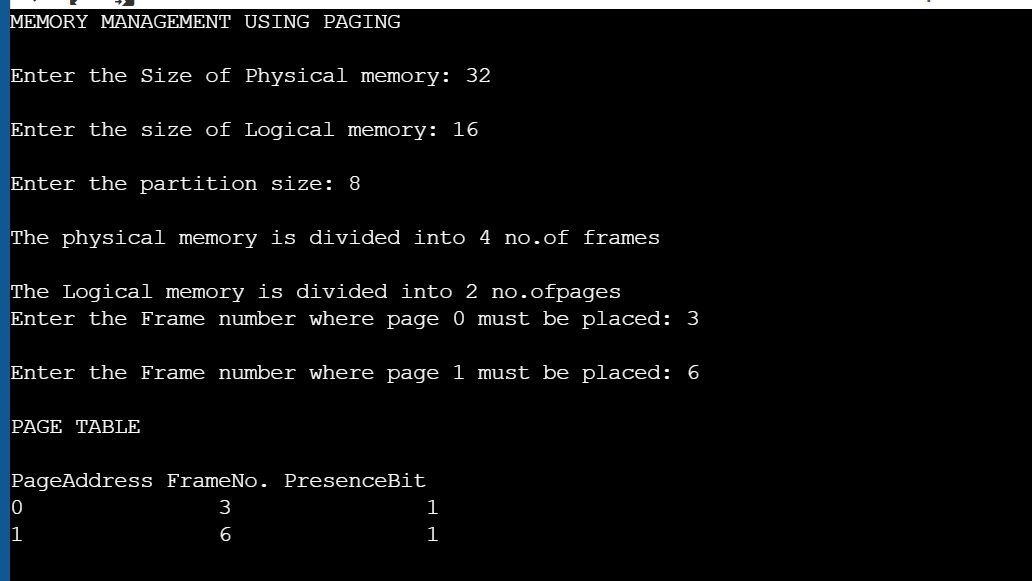 MEMORY MANAGEMENT USING PAGING
Enter the Size of Physical memory: 32
Enter the size of Logical memory: 16
Enter the partition size: 8
The physical memory is divided into 4 no.of frames
The Logical memory is divided into 2 no.ofpages
Enter the Frame number where page 0 must be placed: 3
Enter the Frame number where page 1 must be placed: 6
PAGE TABLE
PageAddress FrameNo. PresenceBit
0 3 1
1 6 1